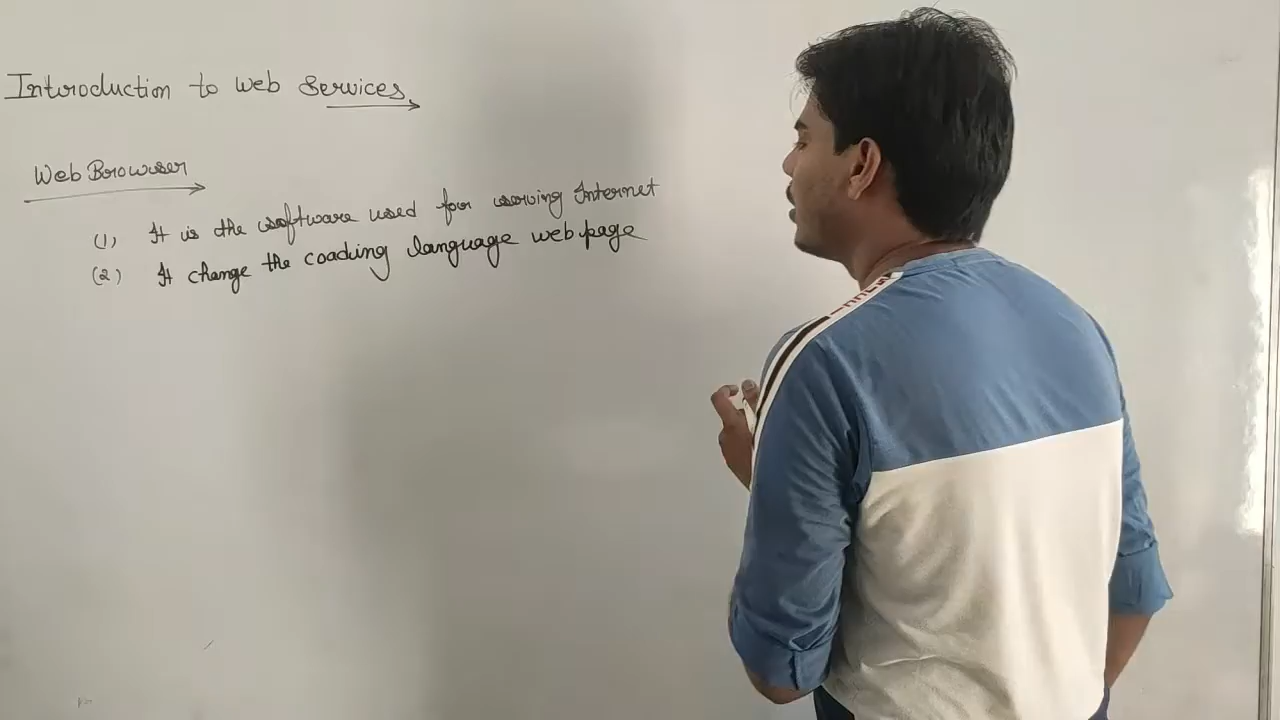 Introduction to Web Services
Web Browser
(1) It is the software used for using Internet
(2) It change the coading language webpage